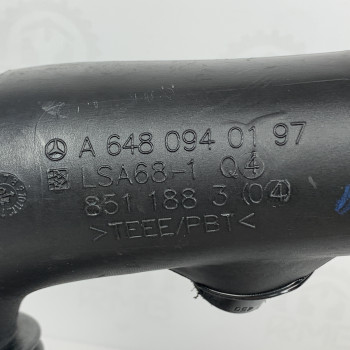 A 648 094 01 97
LSA68-1 Q4
851 188 3 (04)
>TEEE/PBT<